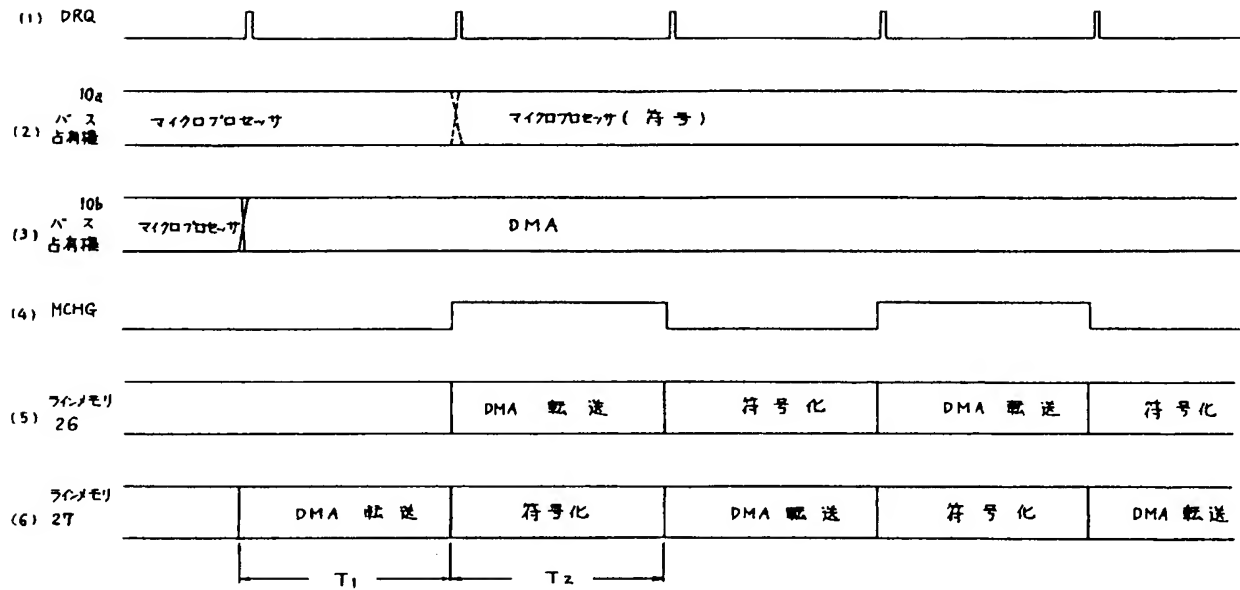 (1) DRQ
10a
(2) バス 占有権
マイクロプロセッサ
マイクロプロセッサ( 符号 )
10b
(3) バス 占有権
マイクロプロセッサ
DMA
(4) MCHG
(5) ラインメモリ 26
DMA 転送
符号化
DMA 転送
符号化
(6) ラインメモリ 27
DMA 転送
符号化
DMA 転送
符号化
DMA 転送
T1
T2